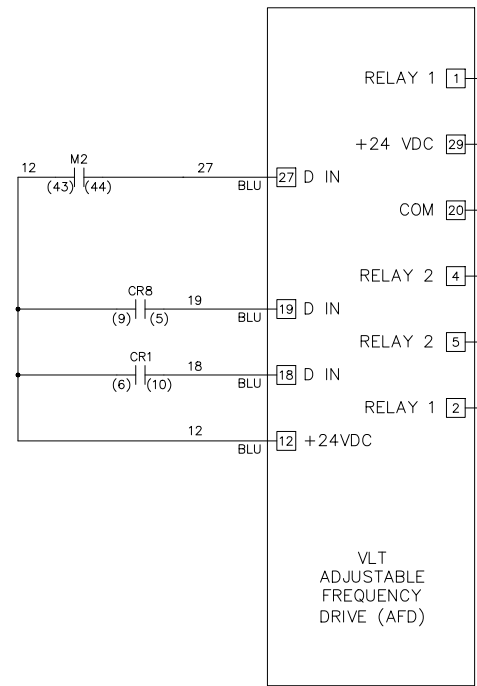 RELAY 1 1
+24 VDC 29
12 M2 27
(43) (44) BLU 27 D IN
COM 20
RELAY 2 4
CR8 19
(9) (5) BLU 19 D IN
RELAY 2 5
CR1 18
(6) (10) BLU 18 D IN
RELAY 1 2
12
BLU 12 +24VDC
VLT
ADJUSTABLE
FREQUENCY
DRIVE (AFD)